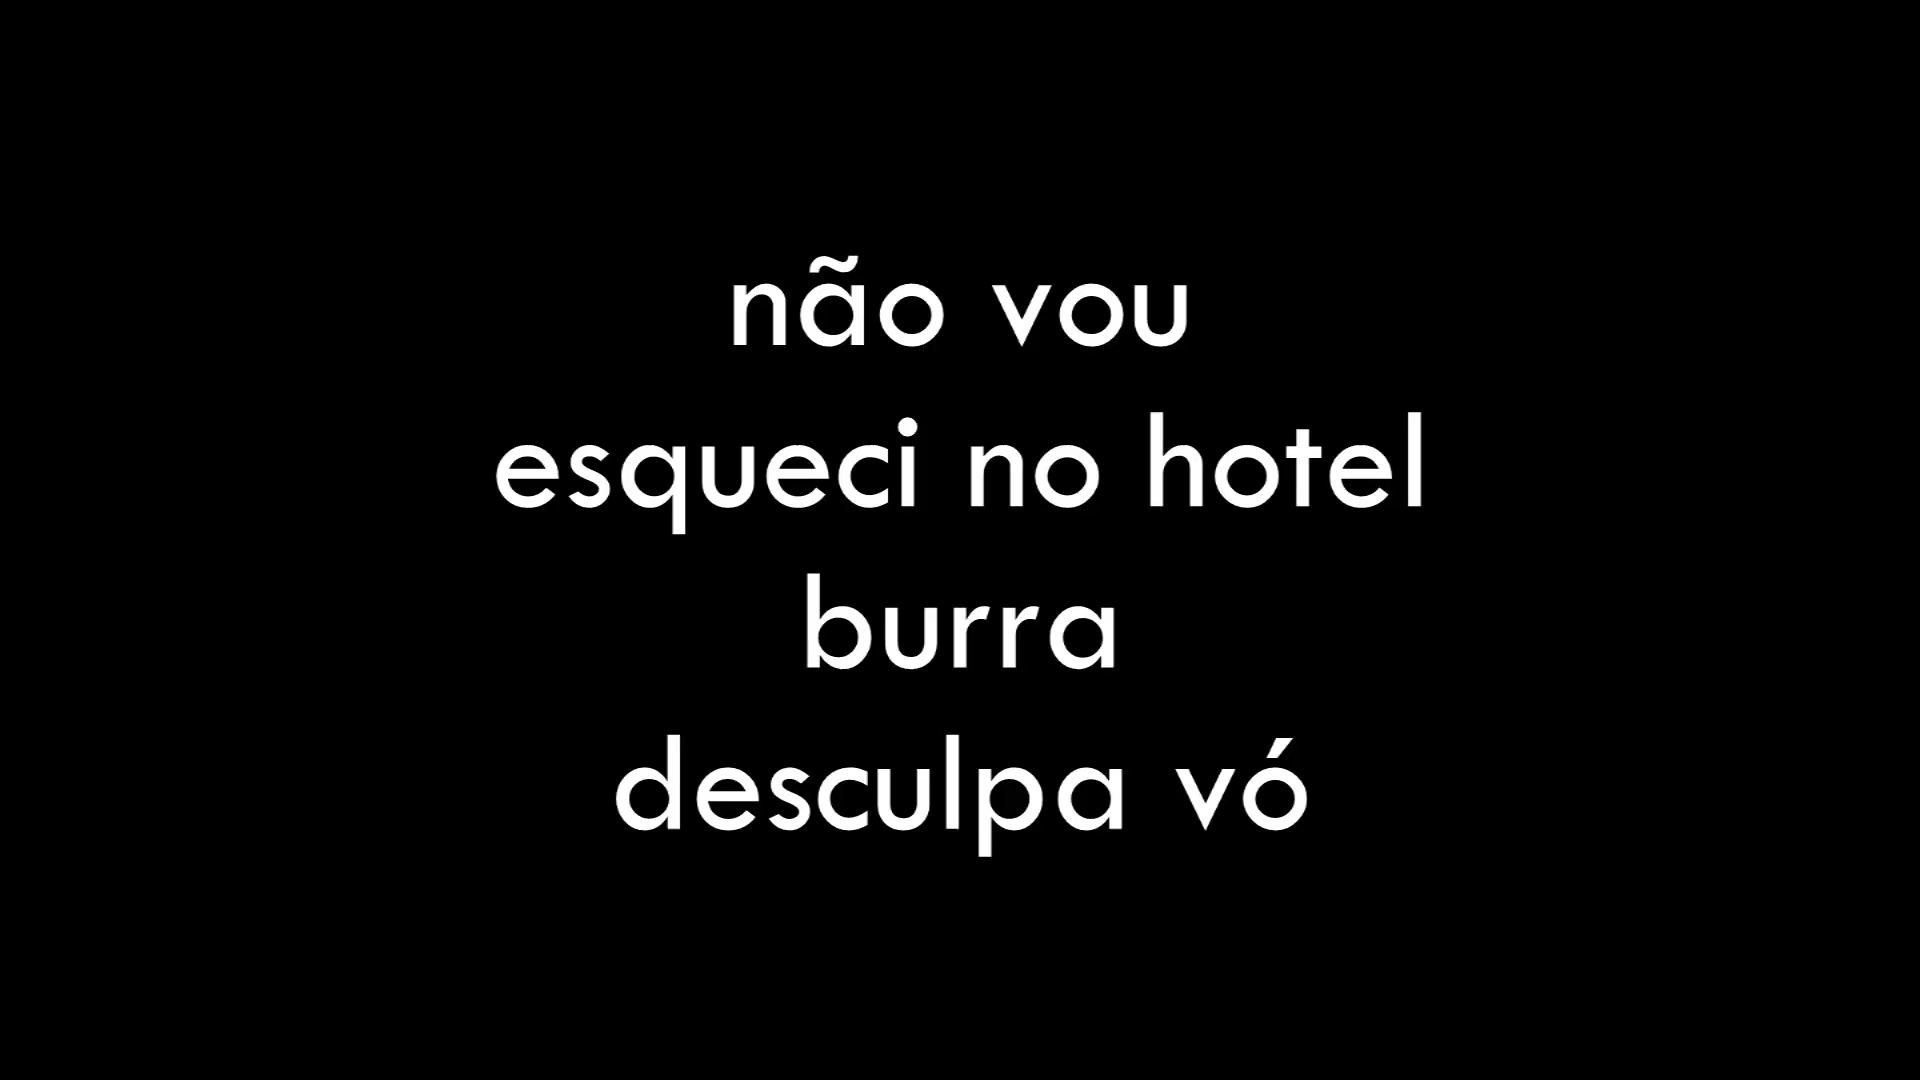 não vou
esqueci no hotel
burra
desculpa vó